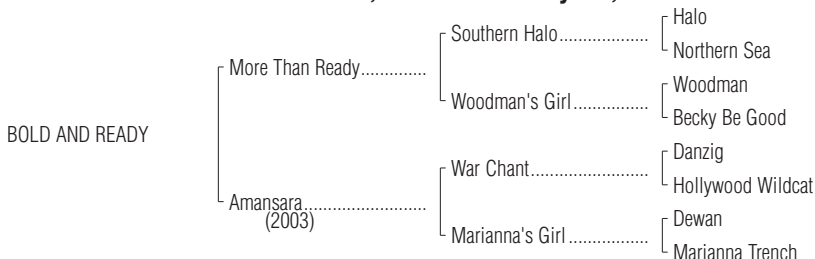 Halo
Southern Halo..................
Northern Sea
More Than Ready..............
Woodman
Woodman's Girl................
Becky Be Good
BOLD AND READY
Danzig
War Chant........................
Hollywood Wildcat
Amansara..........................
(2003)
Dewan
Marianna's Girl.................
Marianna Trench